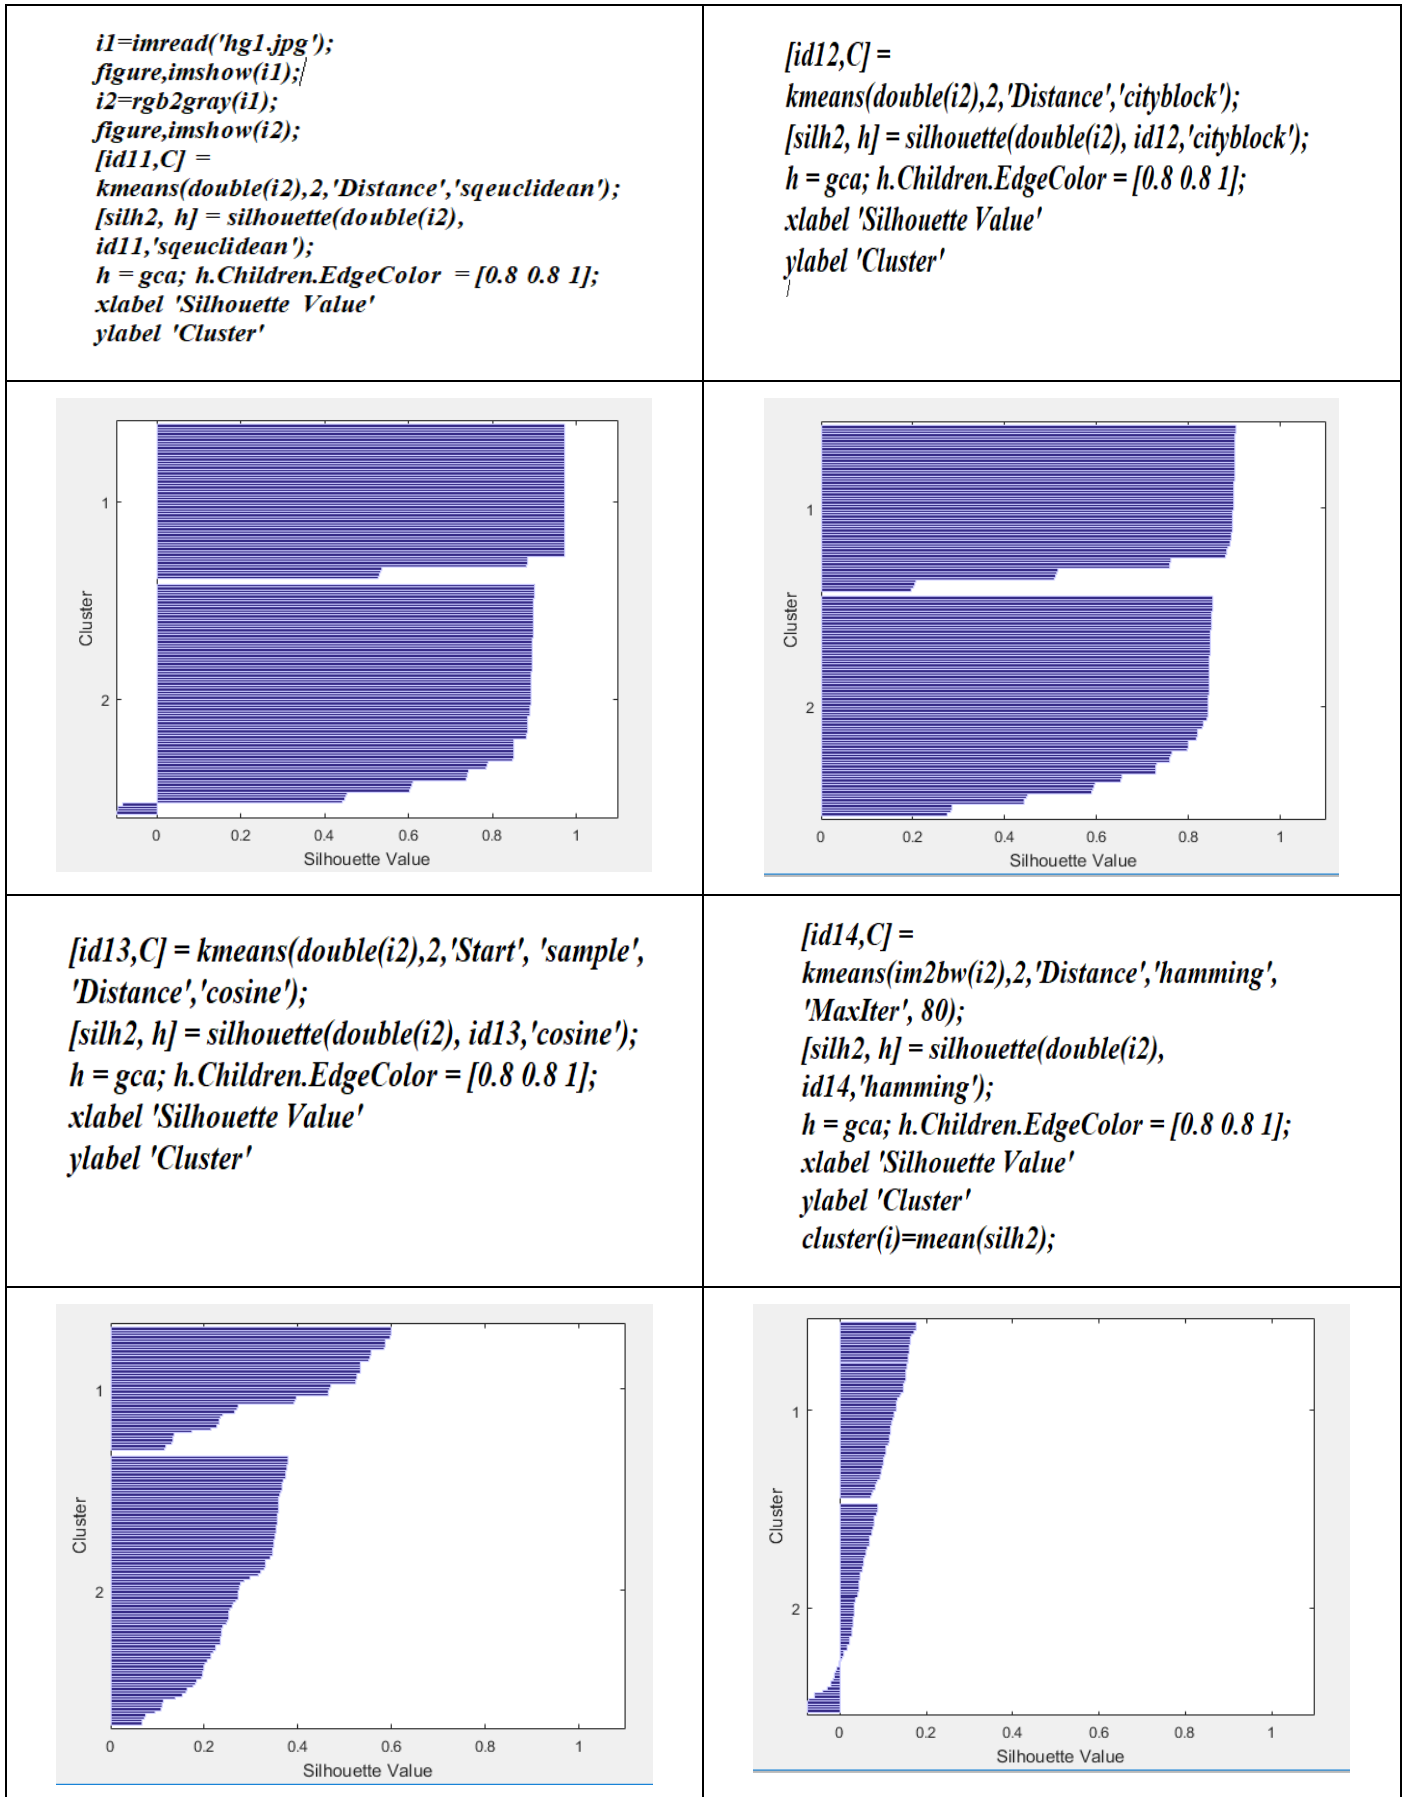 i1=imread('hg1.jpg');
figure,imshow(i1);
i2=rgb2gray(i1);
figure,imshow(i2);
[id11,C] =
kmeans(double(i2),2,'Distance','sqeuclidean');
[silh2, h] = silhouette(double(i2),
id11,'sqeuclidean');
h = gca; h.Children.EdgeColor = [0.8 0.8 1];
xlabel 'Silhouette Value'
ylabel 'Cluster'
[id12,C] =
kmeans(double(i2),2,'Distance','cityblock');
[silh2, h] = silhouette(double(i2), id12,'cityblock');
h = gca; h.Children.EdgeColor = [0.8 0.8 1];
xlabel 'Silhouette Value'
ylabel 'Cluster'
1
Cluster
2
0 0.2 0.4 0.6 0.8 1
Silhouette Value
1
Cluster
2
0 0.2 0.4 0.6 0.8 1
Silhouette Value
[id13,C] = kmeans(double(i2),2,'Start', 'sample',
'Distance','cosine');
[silh2, h] = silhouette(double(i2), id13,'cosine');
h = gca; h.Children.EdgeColor = [0.8 0.8 1];
xlabel 'Silhouette Value'
ylabel 'Cluster'
[id14,C] =
kmeans(im2bw(i2),2,'Distance','hamming',
'MaxIter', 80);
[silh2, h] = silhouette(double(i2),
id14,'hamming');
h = gca; h.Children.EdgeColor = [0.8 0.8 1];
xlabel 'Silhouette Value'
ylabel 'Cluster'
cluster(i)=mean(silh2);
1
Cluster
2
0 0.2 0.4 0.6 0.8 1
Silhouette Value
1
Cluster
2
0 0.2 0.4 0.6 0.8 1
Silhouette Value